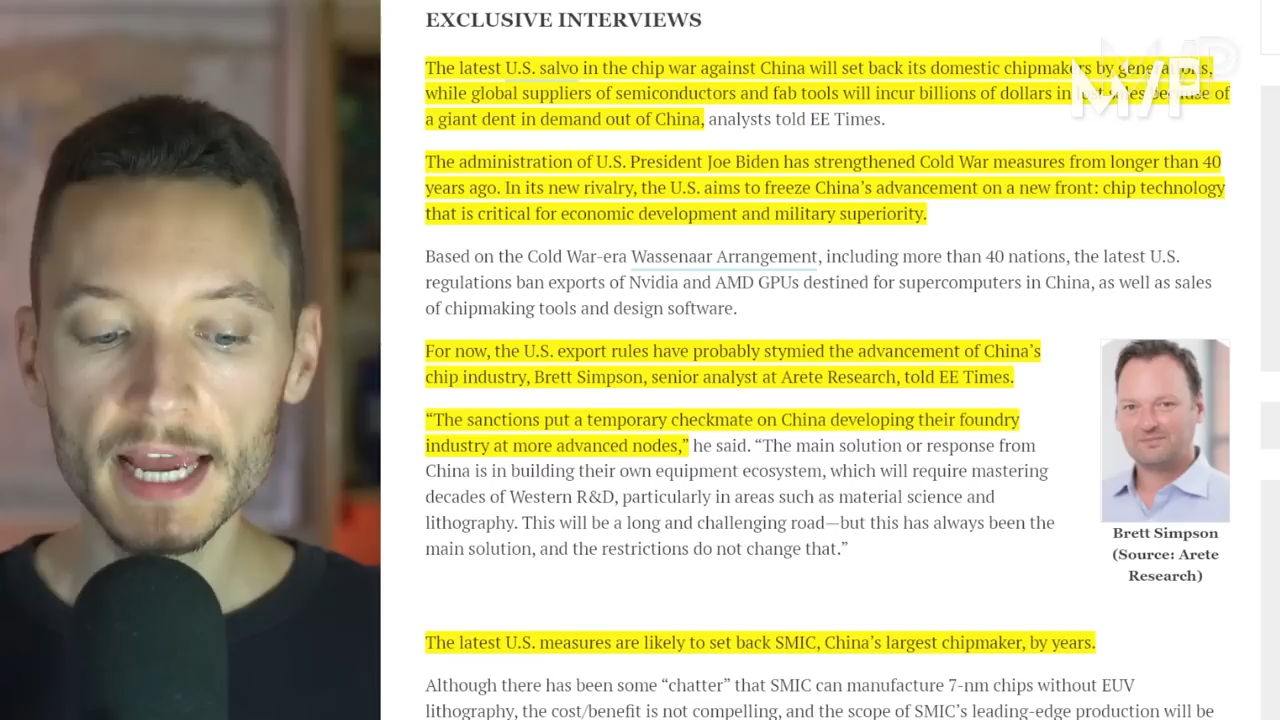 EXCLUSIVE INTERVIEWS
The latest U.S. salvo in the chip war against China will set back its domestic chipmakers by generations,
while global suppliers of semiconductors and fab tools will incur billions of dollars in lost sales because of
a giant dent in demand out of China, analysts told EE Times.
The administration of U.S. President Joe Biden has strengthened Cold War measures from longer than 40
years ago. In its new rivalry, the U.S. aims to freeze China’s advancement on a new front: chip technology
that is critical for economic development and military superiority.
Based on the Cold War-era Wassenaar Arrangement, including more than 40 nations, the latest U.S.
regulations ban exports of Nvidia and AMD GPUs destined for supercomputers in China, as well as sales
of chipmaking tools and design software.
For now, the U.S. export rules have probably stymied the advancement of China’s
chip industry, Brett Simpson, senior analyst at Arete Research, told EE Times.
“The sanctions put a temporary checkmate on China developing their foundry
industry at more advanced nodes,” he said. “The main solution or response from
China is in building their own equipment ecosystem, which will require mastering
decades of Western R&D, particularly in areas such as material science and
lithography. This will be a long and challenging road—but this has always been the
main solution, and the restrictions do not change that.”
Brett Simpson
(Source: Arete
Research)
The latest U.S. measures are likely to set back SMIC, China’s largest chipmaker, by years.
Although there has been some “chatter” that SMIC can manufacture 7-nm chips without EUV
lithography, the cost/benefit is not compelling, and the scope of SMIC’s leading-edge production will be